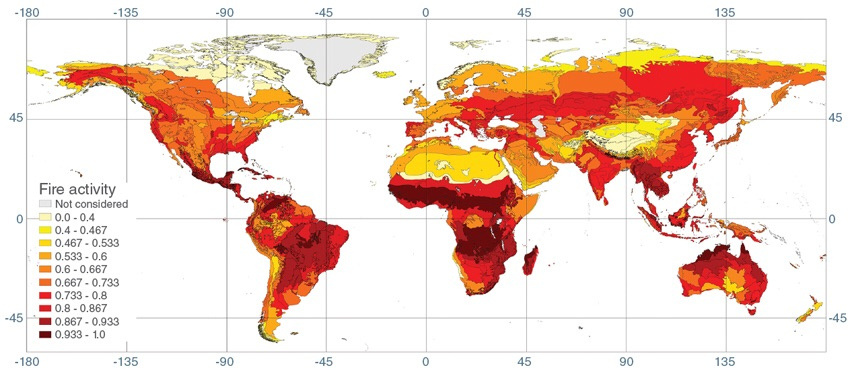 -180 -135 -90 -45 0 45 90 135
45 45
0 0
-45 -45
Fire activity
Not considered
0.0 - 0.4
0.4 - 0.467
0.467 - 0.533
0.533 - 0.6
0.6 - 0.667
0.667 - 0.733
0.733 - 0.8
0.8 - 0.867
0.867 - 0.933
0.933 - 1.0
-180 -135 -90 -45 0 45 90 135